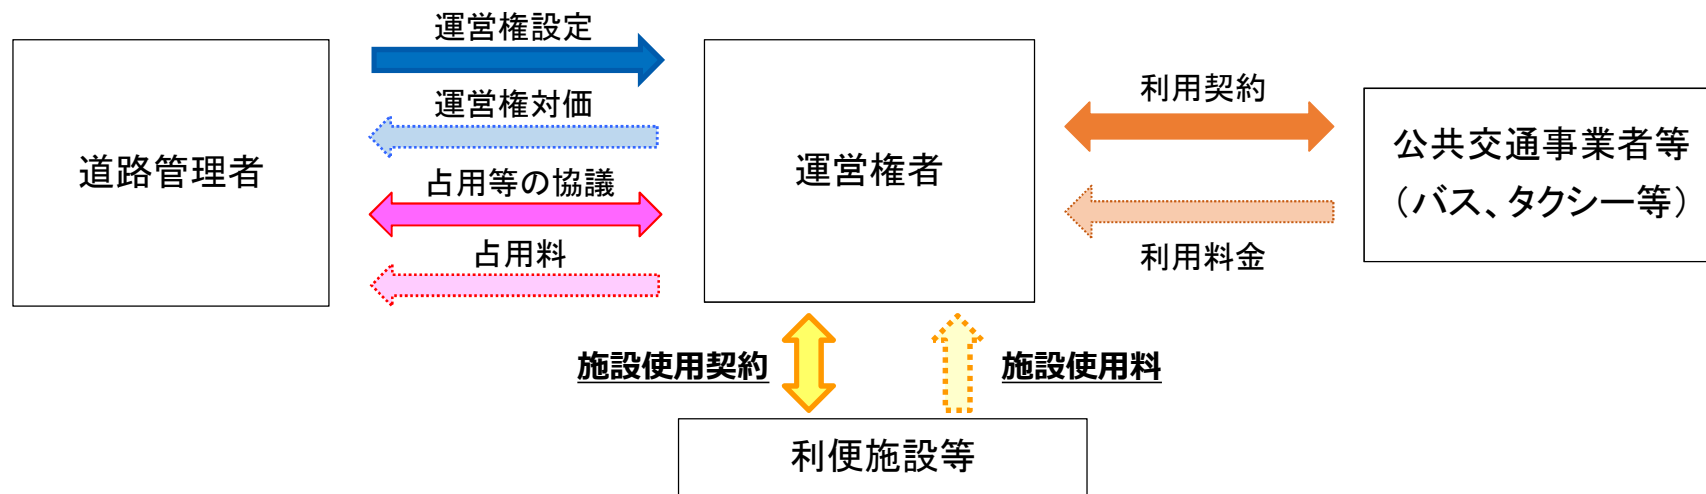 運営権設定
運営権対価
占用等の協議
占用料
道路管理者
運営権者
利用契約
利用料金
公共交通事業者等
（バス、タクシー等）
施設使用契約
施設使用料
利便施設等